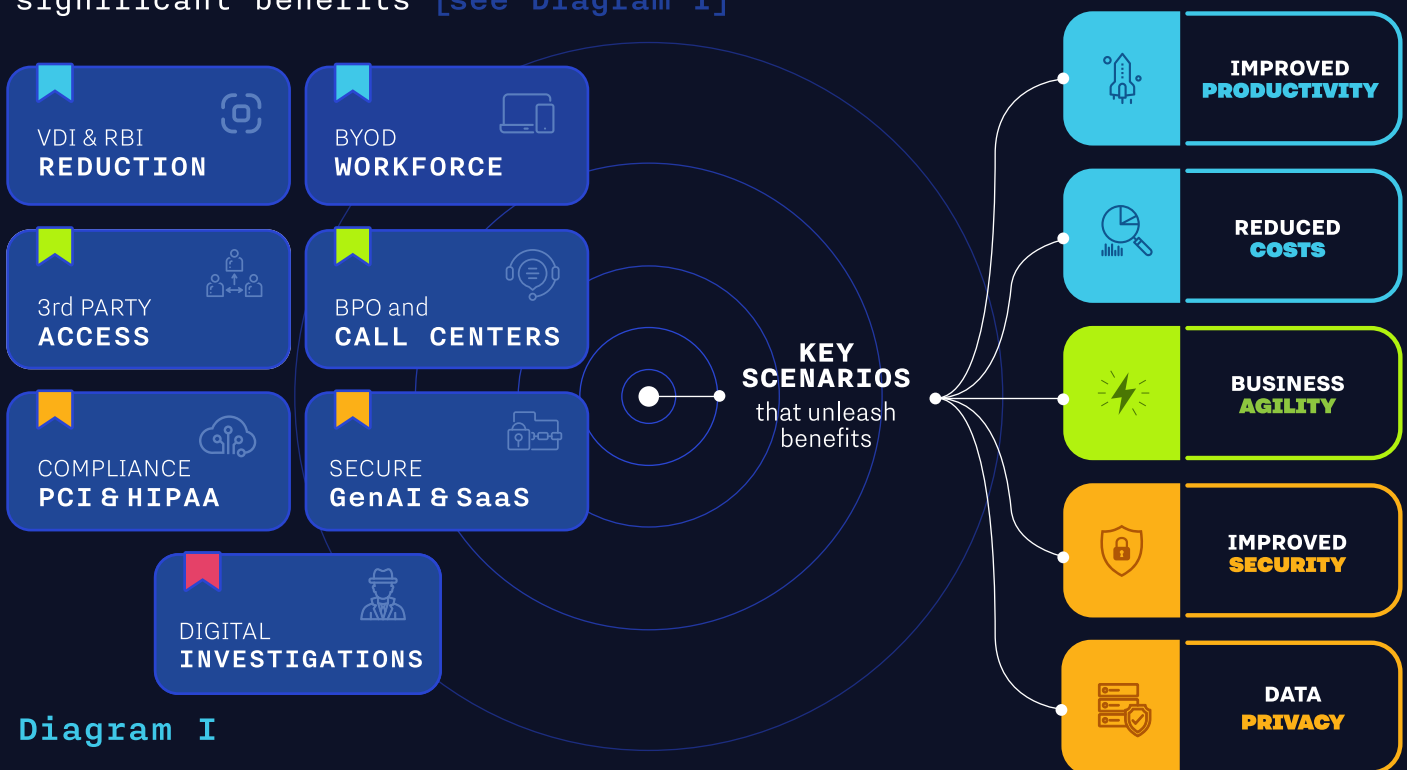 significant benefits [see Diagram I]
VDI & RBI
REDUCTION
BYOD
WORKFORCE
3rd PARTY
ACCESS
BPO and
CALL CENTERS
COMPLIANCE
PCI & HIPAA
SECURE
GenAI & SaaS
DIGITAL
INVESTIGATIONS
Diagram I
KEY
SCENARIOS
that unleash
benefits
IMPROVED
PRODUCTIVITY
REDUCED
COSTS
BUSINESS
AGILITY
IMPROVED
SECURITY
DATA
PRIVACY